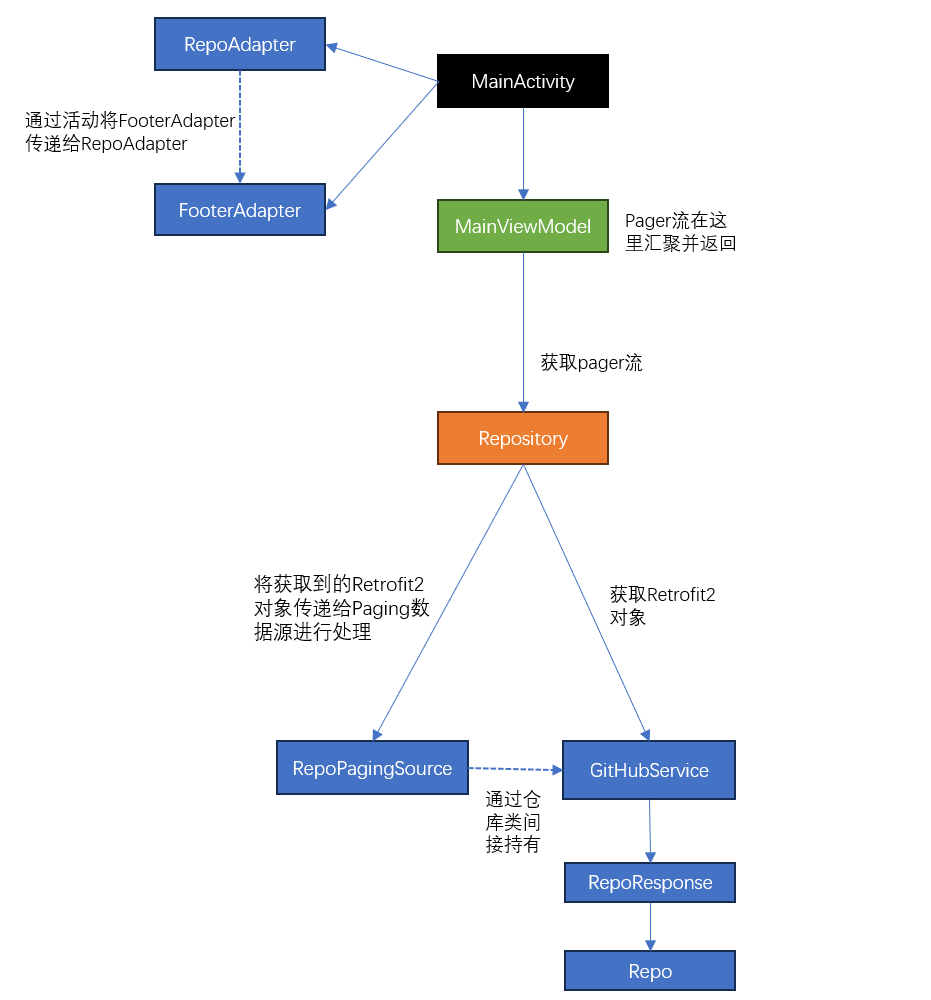 RepoAdapter
MainActivity
通过活动将FooterAdapter
传递给RepoAdapter
FooterAdapter
MainViewModel
Pager流在这
里汇聚并返回
获取pager流
Repository
将获取到的Retrofit2
对象传递给Paging数
据源进行处理
获取Retrofit2
对象
RepoPagingSource
GitHubService
通过仓
库类间
接持有
RepoResponse
Repo